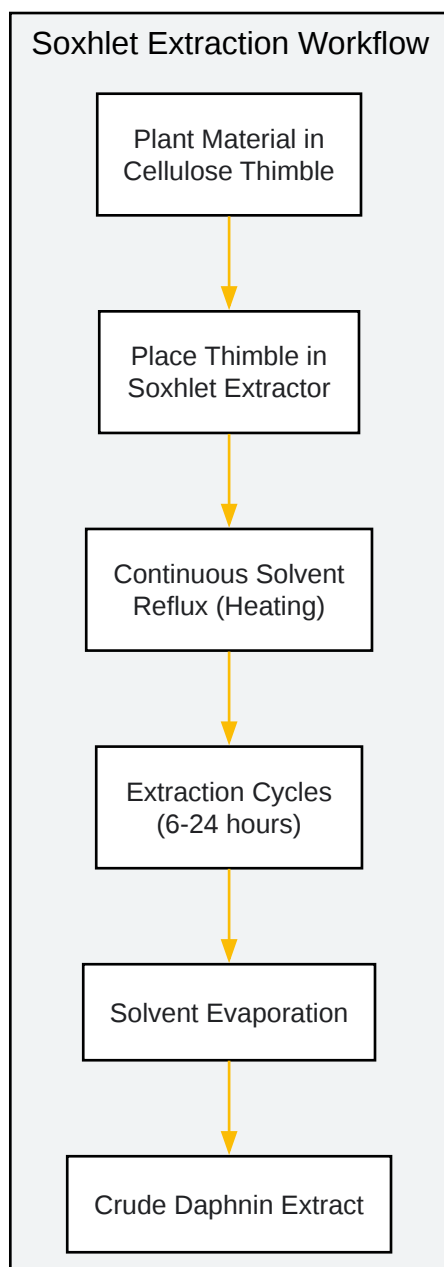 Soxhlet Extraction Workflow
Plant Material in
Cellulose Thimble
Place Thimble in
Soxhlet Extractor
Continuous Solvent
Reflux (Heating)
Extraction Cycles
(6-24 hours)
Solvent Evaporation
Crude Daphnin Extract